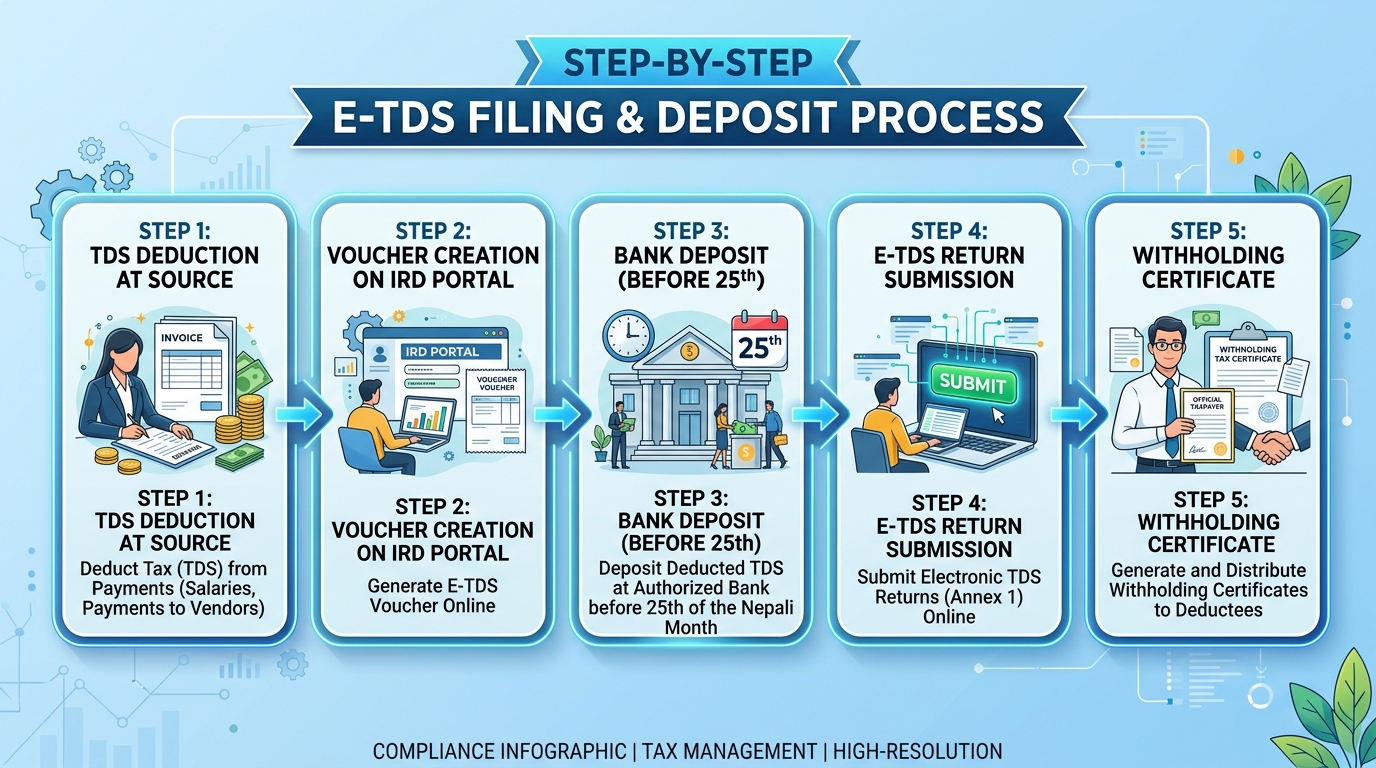 STEP-BY-STEP
E-TDS FILING & DEPOSIT PROCESS
STEP 1:
TDS DEDUCTION
AT SOURCE
INVOICE
STEP 1:
TDS DEDUCTION
AT SOURCE
Deduct Tax (TDS) from
Payments (Salaries,
Payments to Vendors)
STEP 2:
VOUCHER CREATION
ON IRD PORTAL
IRD PORTAL
VOUCHER
STEP 2:
VOUCHER CREATION
ON IRD PORTAL
Generate E-TDS
Voucher Online
STEP 3:
BANK DEPOSIT
(BEFORE 25th)
25th
STEP 3:
BANK DEPOSIT
(BEFORE 25th)
Deposit Deducted TDS
at Authorized Bank
before 25th of the Nepali
Month
STEP 4:
E-TDS RETURN
SUBMISSION
SUBMIT
STEP 4:
E-TDS RETURN
SUBMISSION
Submit Electronic TDS
Returns (Annex 1)
Online
STEP 5:
WITHHOLDING
CERTIFICATE
WITHHOLDING
TAX CERTIFICATE
OFFICIAL
STEP 5:
WITHHOLDING
CERTIFICATE
Generate and Distribute
Withholding Certificates
to Deductees
COMPLIANCE INFOGRAPHIC | TAX MANAGEMENT | HIGH-RESOLUTION